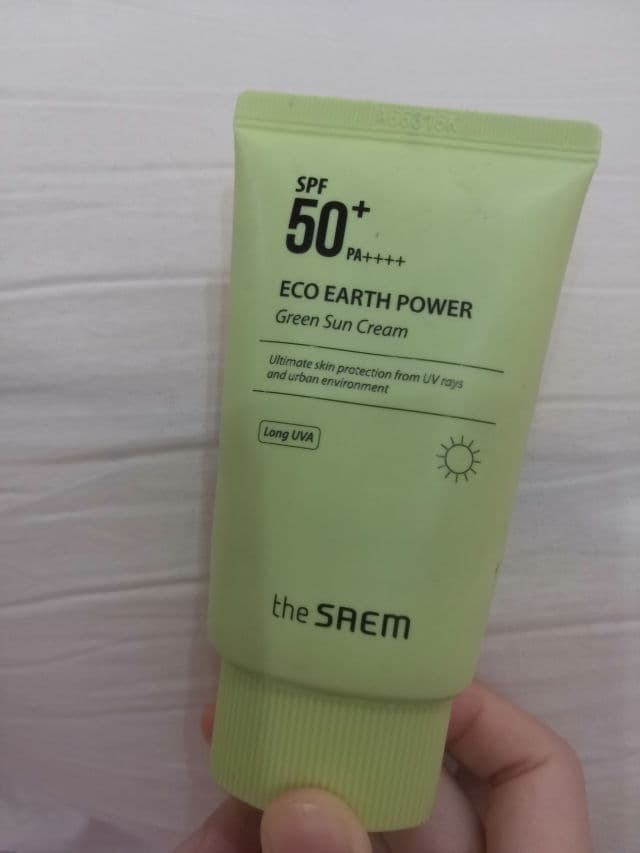 SPF
50+
PA++++
ECO EARTH POWER
Green Sun Cream
Ultimate skin protection from UV rays
and urban environment
Long UVA
the SAEM